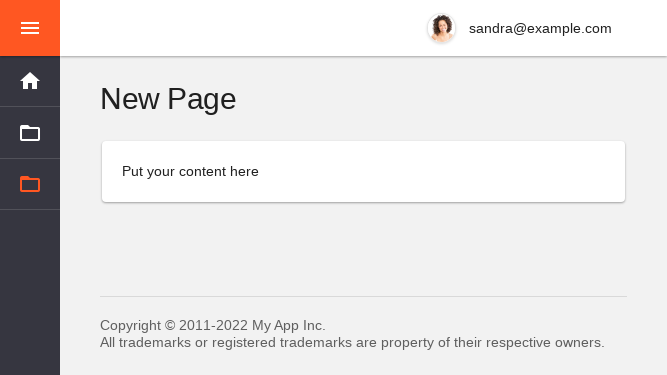 sandra@example.com
New Page
Put your content here
Copyright © 2011-2022 My App Inc.
All trademarks or registered trademarks are property of their respective owners.